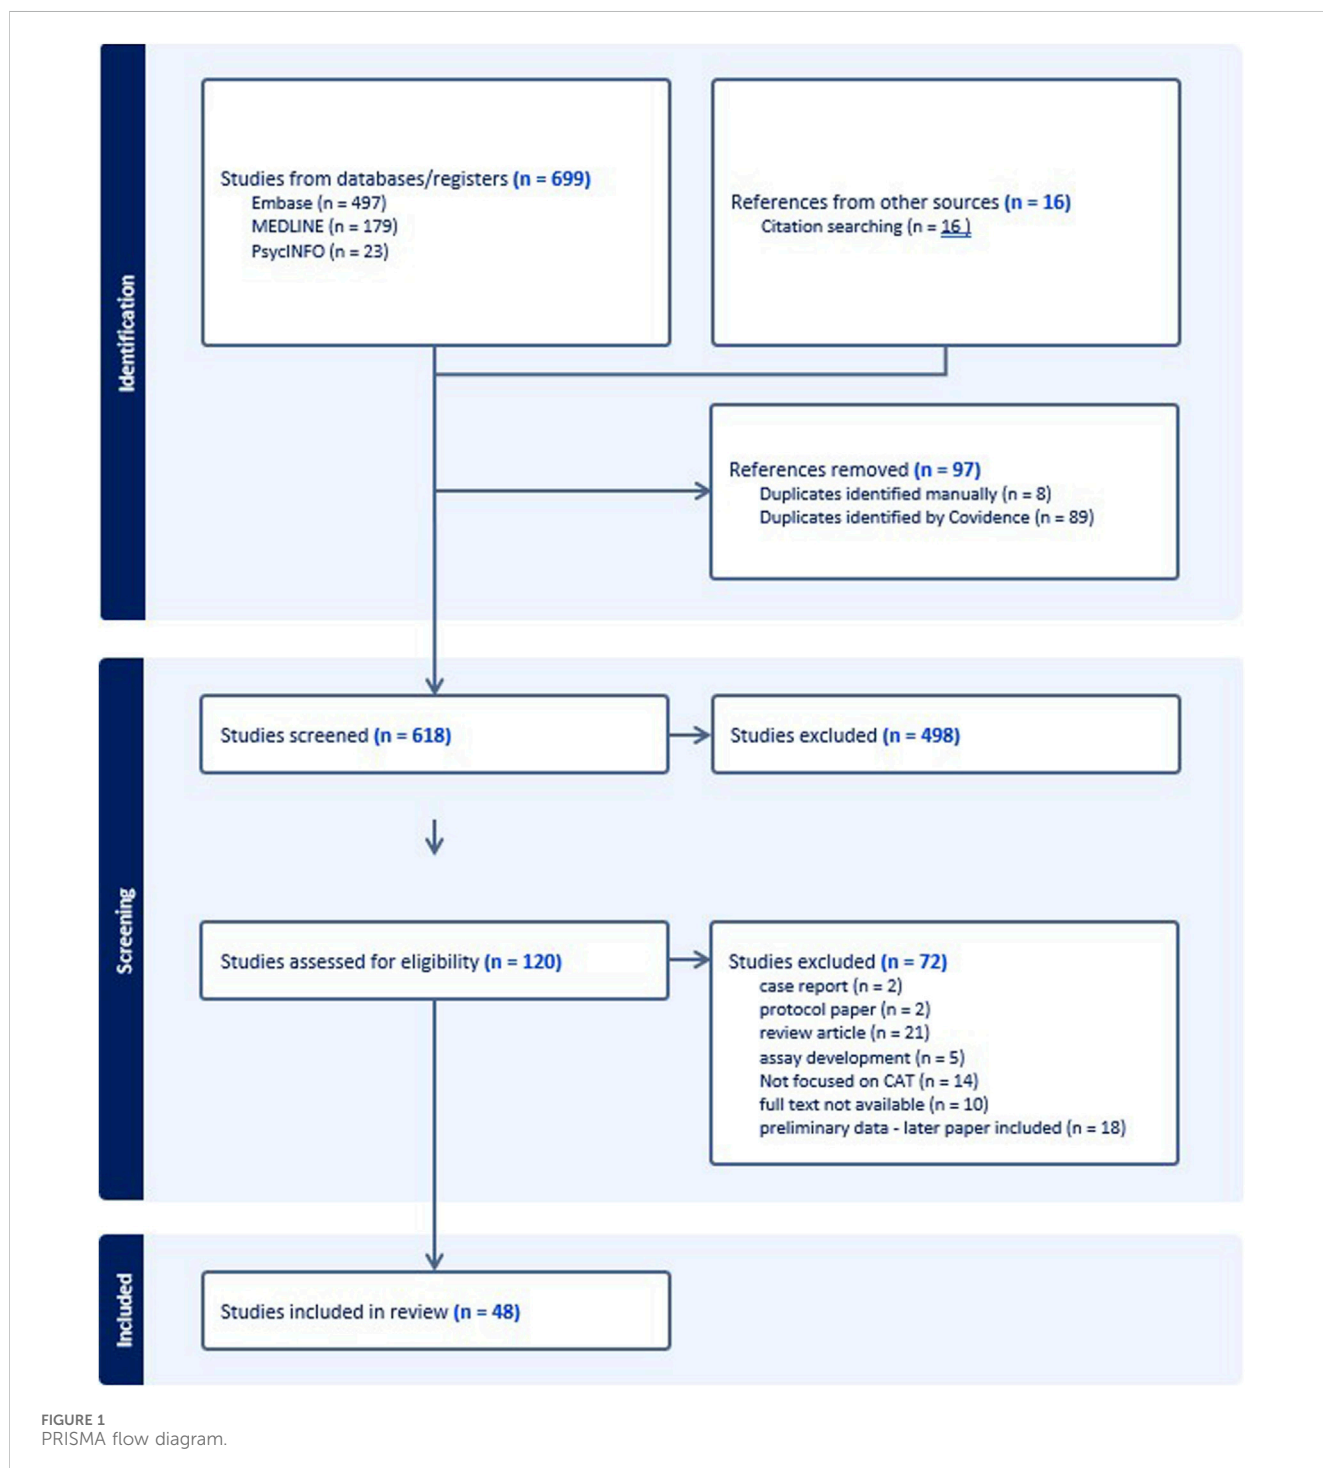 Identification
Studies from databases/registers (n = 699)
Embase (n = 497)
MEDLINE (n = 179)
PsycINFO (n = 23)
References from other sources (n = 16)
Citation searching (n = 16 )
References removed (n = 97)
Duplicates identified manually (n = 8)
Duplicates identified by Covidence (n = 89)
Screening
Studies screened (n = 618)
Studies excluded (n = 498)
Studies assessed for eligibility (n = 120)
Studies excluded (n = 72)
case report (n = 2)
protocol paper (n = 2)
review article (n = 21)
assay development (n = 5)
Not focused on CAT (n = 14)
full text not available (n = 10)
preliminary data - later paper included (n = 18)
Included
Studies included in review (n = 48)
FIGURE 1
PRISMA flow diagram.